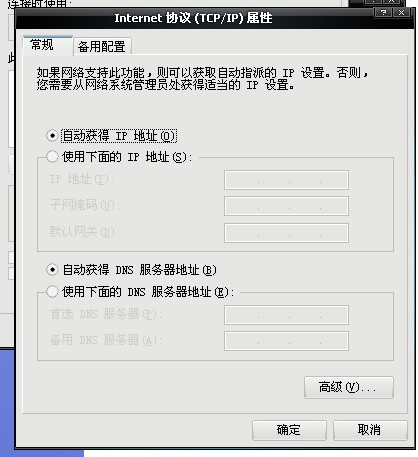 连接时使用:
Internet 协议 (TCP/IP) 属性
常规
备用配置
如果网络支持此功能，则可以获取自动指派的 IP 设置。否则，
您需要从网络系统管理员处获得适当的 IP 设置。
自动获得 IP 地址(O)
使用下面的 IP 地址(S):
IP 地址(I):
子网掩码(U):
默认网关(D):
自动获得 DNS 服务器地址(B)
使用下面的 DNS 服务器地址(E):
首选 DNS 服务器(P):
备用 DNS 服务器(A):
高级(V)...
确定
取消